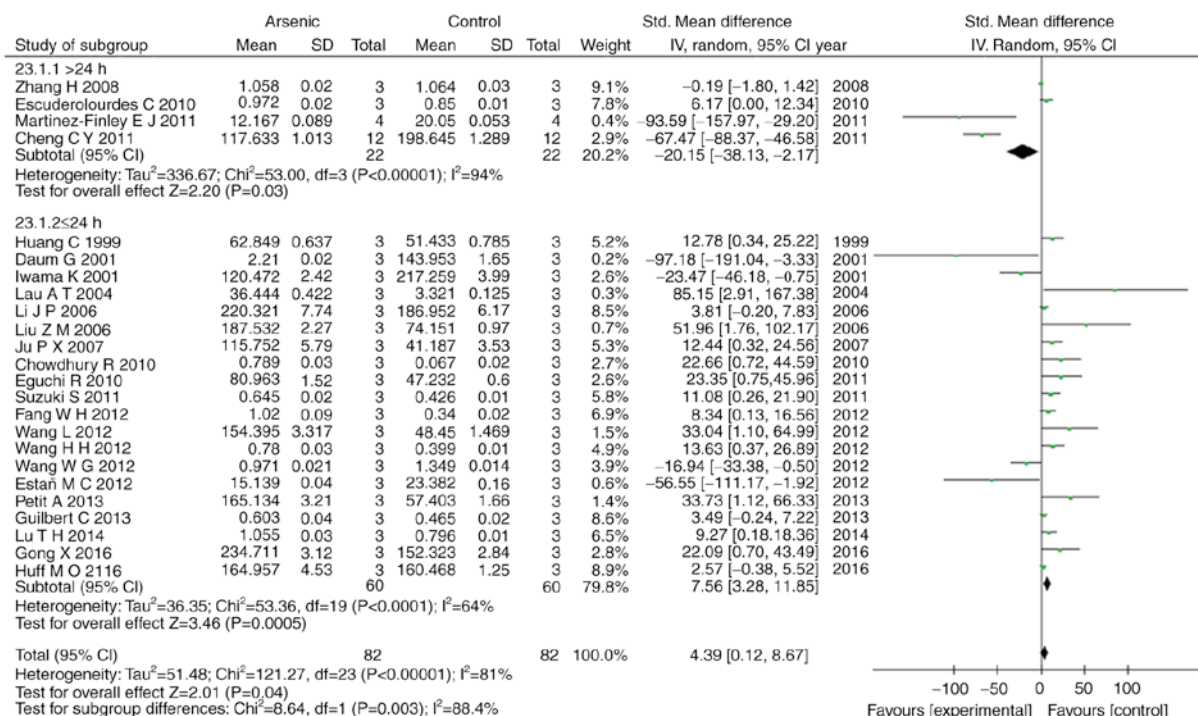 Arsenic Control Std. Mean difference Std. Mean difference
Study of subgroup Mean SD Total Mean SD Total Weight IV, random, 95% CI year IV. Random, 95% CI
23.1.1 >24 h
Zhang H 2008 1.058 0.02 3 1.064 0.03 3 9.1% −0.19 [−1.80, 1.42] 2008
Escuderolourdes C 2010 0.972 0.02 3 0.85 0.01 3 7.8% 6.17 [0.00, 12.34] 2010
Martinez-Finley E J 2011 12.167 0.089 4 20.05 0.053 4 0.4% −93.59 [−157.97, −29.20] 2011
Cheng C Y 2011 117.633 1.013 12 198.645 1.289 12 2.9% −67.47 [−88.37, −46.58] 2011
Subtotal (95% CI) 22 22 20.2% −20.15 [−38.13, −2.17]
Heterogeneity: Tau²=336.67; Chi²=53.00, df=3 (P<0.00001); I²=94%
Test for overall effect Z=2.20 (P=0.03)
23.1.2≤24 h
Huang C 1999 62.849 0.637 3 51.433 0.785 3 5.2% 12.78 [0.34, 25.22] 1999
Daum G 2001 2.21 0.02 3 143.953 1.65 3 0.2% −97.18 [−191.04, −3.33] 2001
Iwama K 2001 120.472 2.42 3 217.259 3.99 3 2.6% −23.47 [−46.18, −0.75] 2001
Lau A T 2004 36.444 0.422 3 3.321 0.125 3 0.3% 85.15 [2.91, 167.38] 2004
Li J P 2006 220.321 7.74 3 186.952 6.17 3 8.5% 3.81 [−0.20, 7.83] 2006
Liu Z M 2006 187.532 2.27 3 74.151 0.97 3 0.7% 51.96 [1.76, 102.17] 2006
Ju P X 2007 115.752 5.79 3 41.187 3.53 3 5.3% 12.44 [0.32, 24.56] 2007
Chowdhury R 2010 0.789 0.03 3 0.067 0.02 3 2.7% 22.66 [0.72, 44.59] 2010
Eguchi R 2010 80.963 1.52 3 47.232 0.6 3 2.6% 23.35 [0.75,45.96] 2011
Suzuki S 2011 0.645 0.02 3 0.426 0.01 3 5.8% 11.08 [0.26, 21.90] 2011
Fang W H 2012 1.02 0.09 3 0.34 0.02 3 6.9% 8.34 [0.13, 16.56] 2012
Wang L 2012 154.395 3.317 3 48.45 1.469 3 1.5% 33.04 [1.10, 64.99] 2012
Wang H H 2012 0.78 0.03 3 0.399 0.01 3 4.9% 13.63 [0.37, 26.89] 2012
Wang W G 2012 0.971 0.021 3 1.349 0.014 3 3.9% −16.94 [−33.38, −0.50] 2012
Estañ M C 2012 15.139 0.04 3 23.382 0.16 3 0.6% −56.55 [−111.17, −1.92] 2012
Petit A 2013 165.134 3.21 3 57.403 1.66 3 1.4% 33.73 [1.12, 66.33] 2013
Guilbert C 2013 0.603 0.04 3 0.465 0.02 3 8.6% 3.49 [−0.24, 7.22] 2013
Lu T H 2014 1.055 0.03 3 0.796 0.01 3 6.5% 9.27 [0.18.18.36] 2014
Gong X 2016 234.711 3.12 3 152.323 2.84 3 2.8% 22.09 [0.70, 43.49] 2016
Huff M O 2116 164.957 4.53 3 160.468 1.25 3 8.9% 2.57 [−0.38, 5.52] 2016
Subtotal (95% CI) 60 60 79.8% 7.56 [3.28, 11.85]
Heterogeneity: Tau²=36.35; Chi²=53.36, df=19 (P<0.0001); I²=64%
Test for overall effect Z=3.46 (P=0.0005)
Total (95% CI) 82 82 100.0% 4.39 [0.12, 8.67]
Heterogeneity: Tau²=51.48; Chi²=121.27, df=23 (P<0.00001); I²=81%
Test for overall effect Z=2.01 (P=0.04)
Test for subgroup differences: Chi²=8.64, df=1 (P=0.003); I²=88.4%
−100 −50 0 50 100
Favours [experimental] Favours [control]